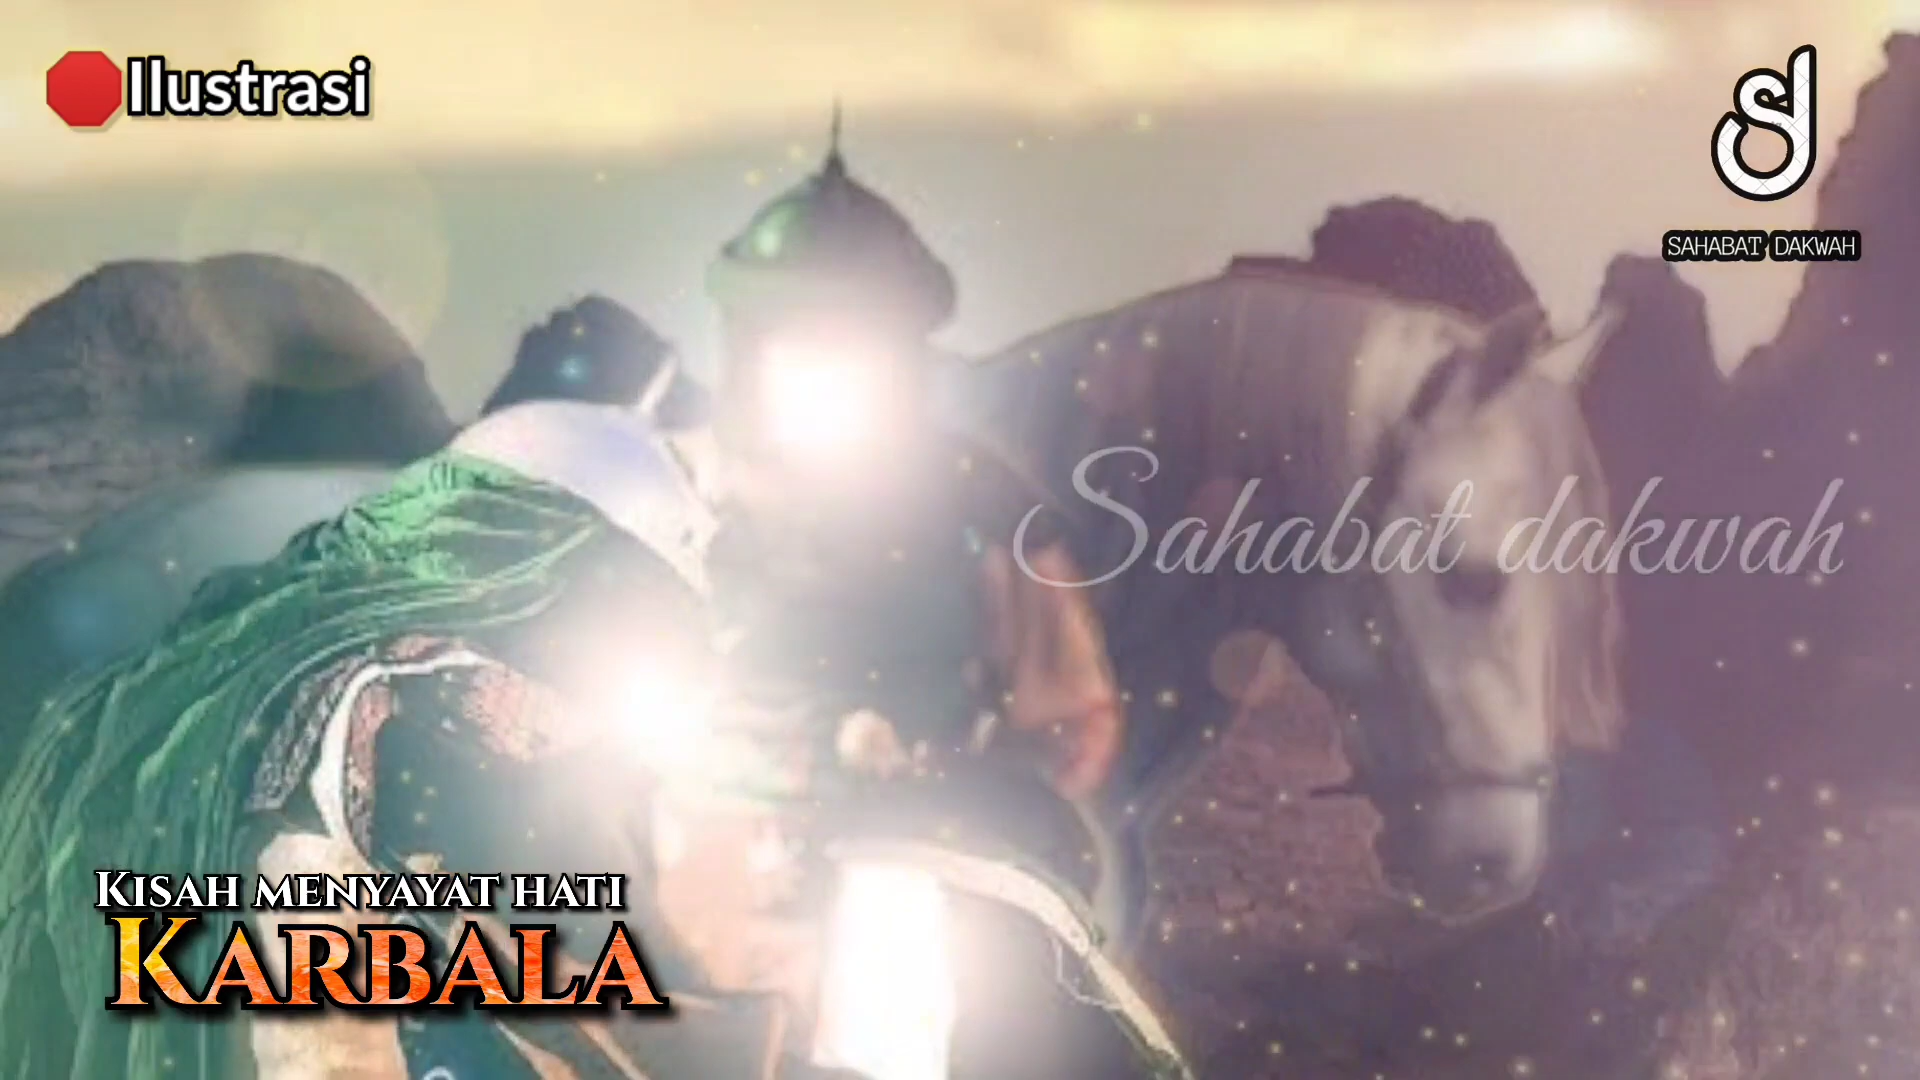 Ilustrasi
SAHABAT DAKWAH
Sahabat dakwah
KISAH MENYAYAT HATI
KARBALA